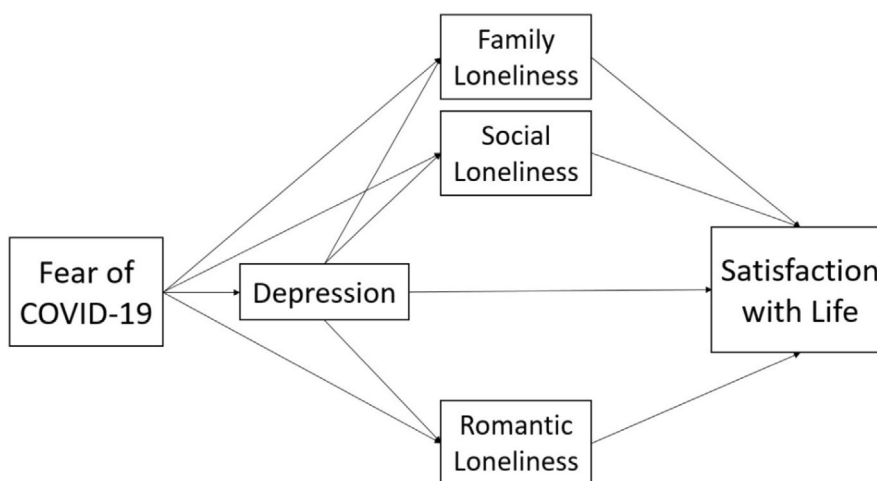 Family
Loneliness
Social
Loneliness
Fear of
COVID-19
Depression
Satisfaction
with Life
Romantic
Loneliness